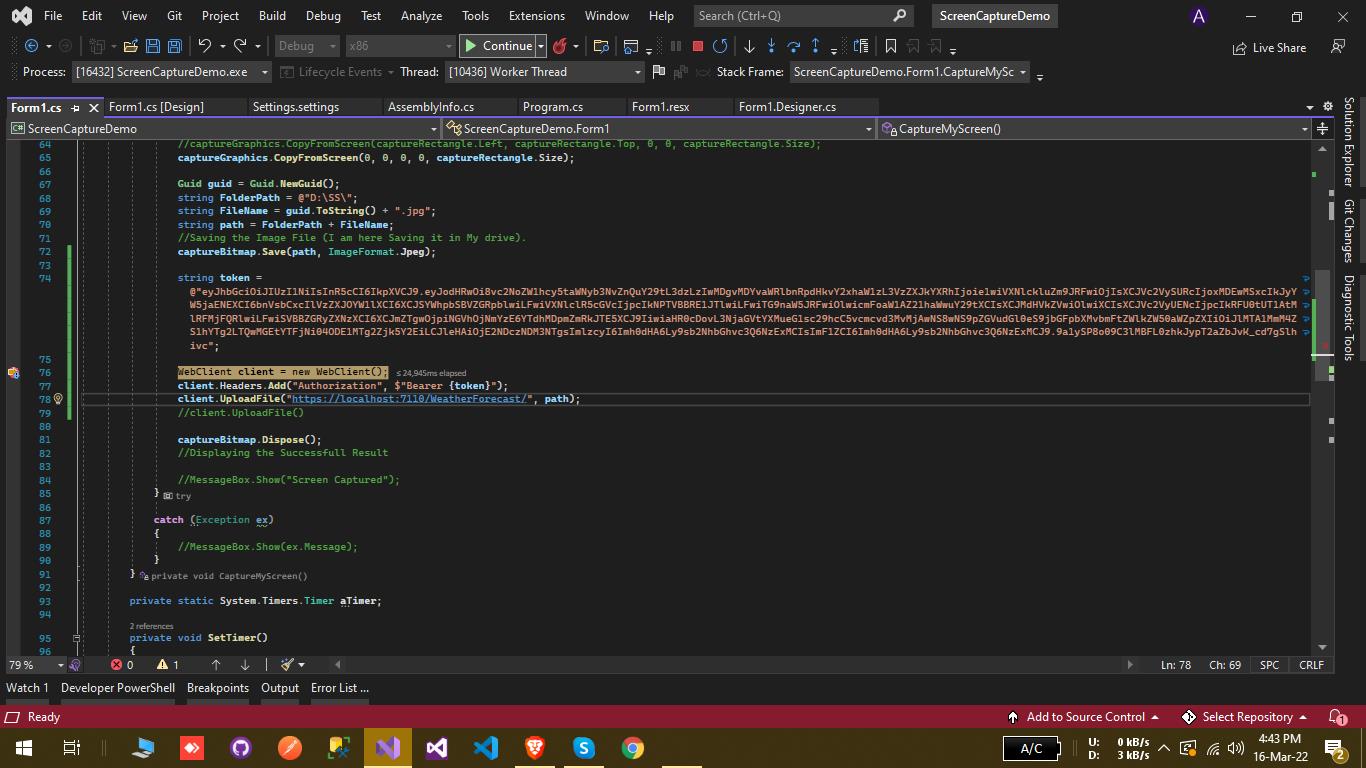 File Edit View Git Project Build Debug Test Analyze Tools Extensions Window Help Search (Ctrl+Q) ScreenCaptureDemo A
Debug x86 Continue Live Share
Process: [16432] ScreenCaptureDemo.exe Lifecycle Events Thread: [10436] Worker Thread Stack Frame: ScreenCaptureDemo.Form1.CaptureMySc
Form1.cs Form1.cs [Design] Settings.settings AssemblyInfo.cs Program.cs Form1.resx Form1.Designer.cs
ScreenCaptureDemo ScreenCaptureDemo.Form1 CaptureMyScreen()
64 //captureGraphics.CopyFromScreen(captureRectangle.Left, captureRectangle.Top, 0, 0, captureRectangle.Size);
65 captureGraphics.CopyFromScreen(0, 0, 0, 0, captureRectangle.Size);
66
67 Guid guid = Guid.NewGuid();
68 string FolderPath = @"D:\SS\";
69 string FileName = guid.ToString() + ".jpg";
70 string path = FolderPath + FileName;
71 //Saving the Image File (I am here Saving it in My drive).
72 captureBitmap.Save(path, ImageFormat.Jpeg);
73
74 string token =
ivc";
75
76 WebClient client = new WebClient(); ≤ 24,945ms elapsed
77 client.Headers.Add("Authorization", $"Bearer {token}");
78 client.UploadFile("https://localhost:7110/WeatherForecast/", path);
79 //client.UploadFile()
80
81 captureBitmap.Dispose();
82 //Displaying the Successfull Result
83
84 //MessageBox.Show("Screen Captured");
85 } try
86
87 catch (Exception ex)
88 {
89 //MessageBox.Show(ex.Message);
90 }
91 } private void CaptureMyScreen()
92
93 private static System.Timers.Timer aTimer;
94
2 references
95 private void SetTimer()
96 {
Solution Explorer
Git Changes
Diagnostic Tools
79 % 0 1 Ln: 78 Ch: 69 SPC CRLF
Watch 1 Developer PowerShell Breakpoints Output Error List ...
Ready Add to Source Control Select Repository 1
A/C U: 0 kB/s 4:43 PM
D: 3 kB/s 16-Mar-22 2